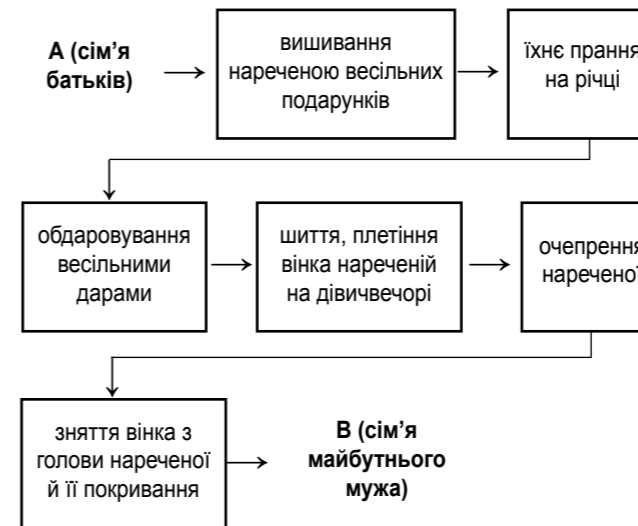 А (сім’я
батьків)
вишивання
нареченою весільних
подарунків
їхнє прання
на річці
обдаровування
весільними
дарами
шиття, плетіння
вінка нареченій
на дівичвечорі
очепрення
нареченої
зняття вінка з
голови нареченої
й її покривання
В (сім’я
майбутнього
мужа)